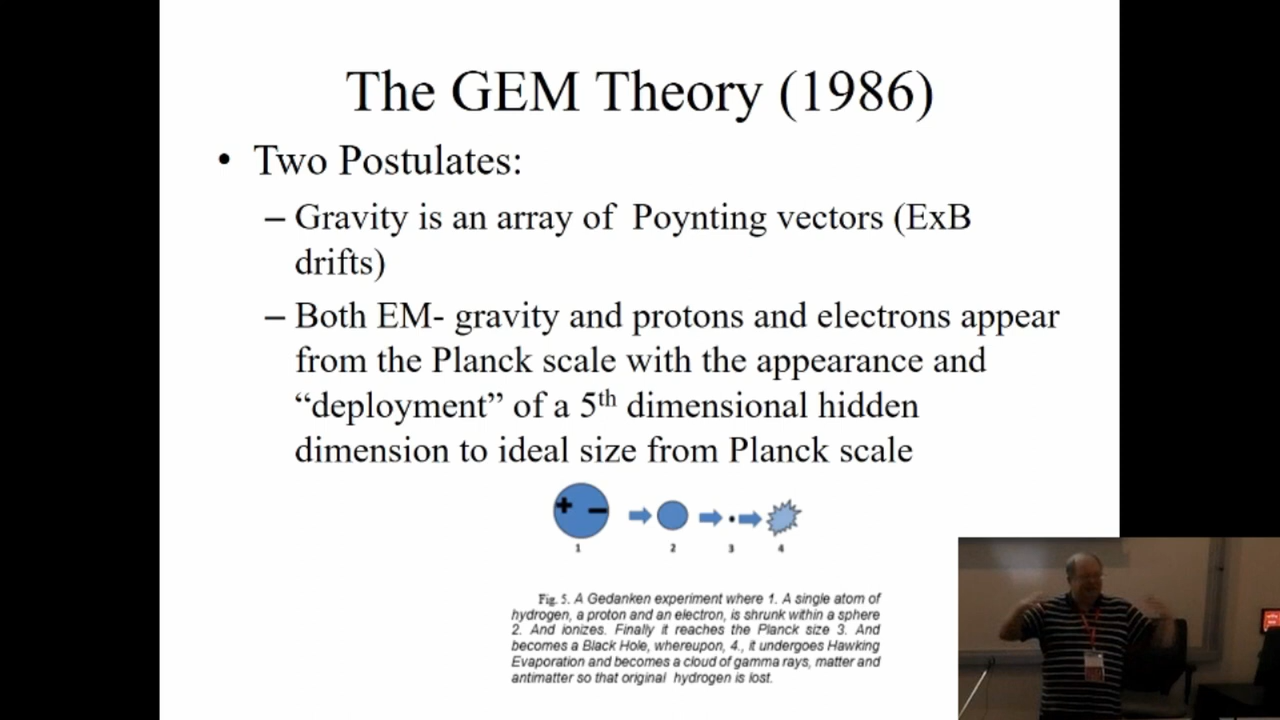 The GEM Theory (1986)
• Two Postulates:
– Gravity is an array of Poynting vectors (ExB
drifts)
– Both EM- gravity and protons and electrons appear
from the Planck scale with the appearance and
“deployment” of a 5th dimensional hidden
dimension to ideal size from Planck scale
+ –
1 2 3 4
Fig. 5. A Gedanken experiment where 1. A single atom of
hydrogen, a proton and an electron, is shrunk within a sphere
2. And ionizes. Finally it reaches the Planck size 3. And
becomes a Black Hole, whereupon, 4., it undergoes Hawking
Evaporation and becomes a cloud of gamma rays, matter and
antimatter so that original hydrogen is lost.